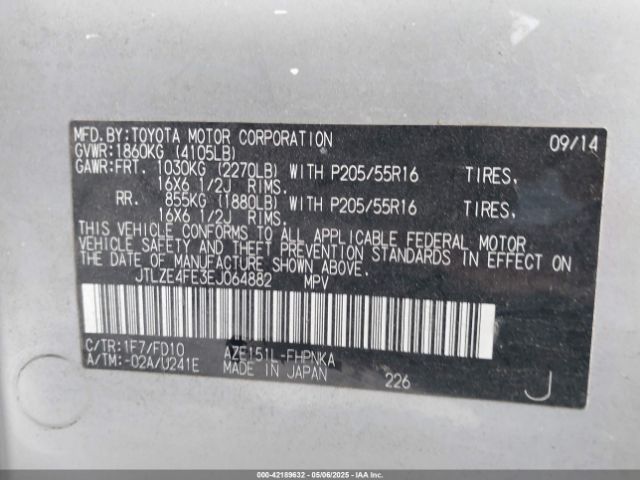 MFD.BY:TOYOTA MOTOR CORPORATION 09/14
GVWR:1860KG (4105LB)
GAWR:FRT. 1030KG (2270LB) WITH P205/55R16 TIRES,
16X6 1/2J RIMS.
RR. 855KG (1880LB) WITH P205/55R16 TIRES,
16X6 1/2J RIMS.
THIS VEHICLE CONFORMS TO ALL APPLICABLE FEDERAL MOTOR
VEHICLE SAFETY AND THEFT PREVENTION STANDARDS IN EFFECT ON
THE DATE OF MANUFACTURE SHOWN ABOVE.
JTLZE4FE3EJ064882 MPV
C/TR:1F7/FD10 AZE151L-FHPNKA
A/TM:-02A/U241E MADE IN JAPAN 226 J
000-42189632 - 05/06/2025 - IAAI, Inc.